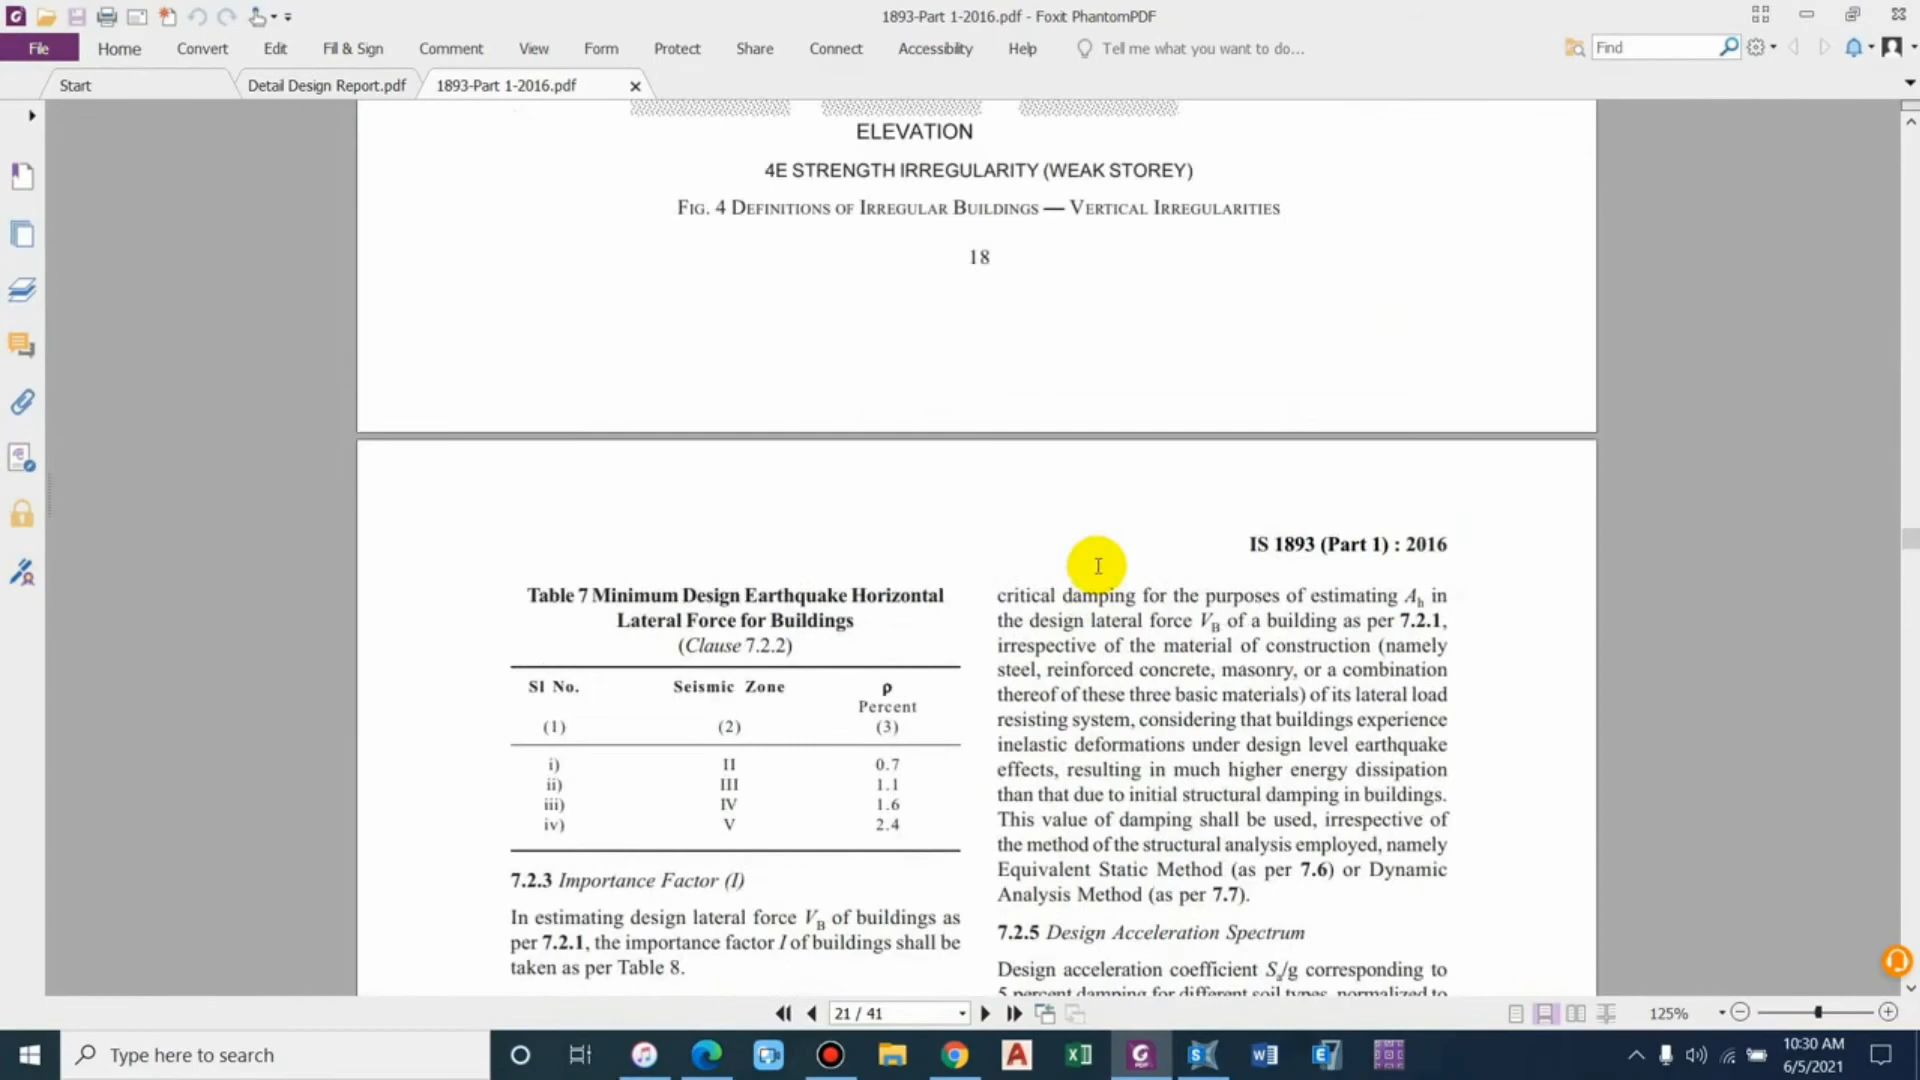 1893-Part 1-2016.pdf - Foxit PhantomPDF
File Home Convert Edit Fill & Sign Comment View Form Protect Share Connect Accessibility Help Tell me what you want to do... Find
Start Detail Design Report.pdf 1893-Part 1-2016.pdf
ELEVATION
4E STRENGTH IRREGULARITY (WEAK STOREY)
FIG. 4 DEFINITIONS OF IRREGULAR BUILDINGS — VERTICAL IRREGULARITIES
18
IS 1893 (Part 1) : 2016
Table 7 Minimum Design Earthquake Horizontal
Lateral Force for Buildings
(Clause 7.2.2)
Sl No. Seismic Zone ρ
Percent
(1) (2) (3)
i) II 0.7
ii) III 1.1
iii) IV 1.6
iv) V 2.4
7.2.3 Importance Factor (I)
In estimating design lateral force VB of buildings as
per 7.2.1, the importance factor I of buildings shall be
taken as per Table 8.
critical damping for the purposes of estimating Ah in
the design lateral force VB of a building as per 7.2.1,
irrespective of the material of construction (namely
steel, reinforced concrete, masonry, or a combination
thereof of these three basic materials) of its lateral load
resisting system, considering that buildings experience
inelastic deformations under design level earthquake
effects, resulting in much higher energy dissipation
than that due to initial structural damping in buildings.
This value of damping shall be used, irrespective of
the method of the structural analysis employed, namely
Equivalent Static Method (as per 7.6) or Dynamic
Analysis Method (as per 7.7).
7.2.5 Design Acceleration Spectrum
Design acceleration coefficient Sa/g corresponding to
5 percent damping for different soil types, normalized to
21 / 41
125%
Type here to search
10:30 AM
6/5/2021